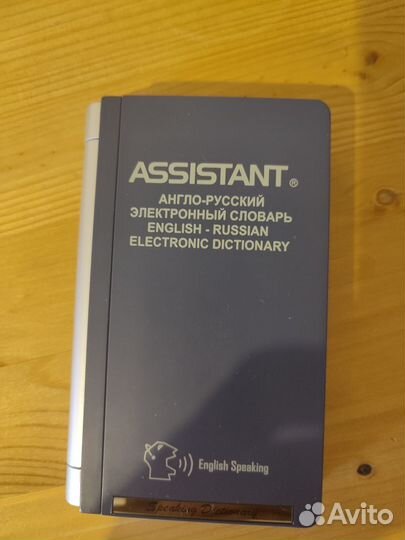 ASSISTANT®
АНГЛО-РУССКИЙ
ЭЛЕКТРОННЫЙ СЛОВАРЬ
ENGLISH - RUSSIAN
ELECTRONIC DICTIONARY
English Speaking
Speaking Dictionary
Avito